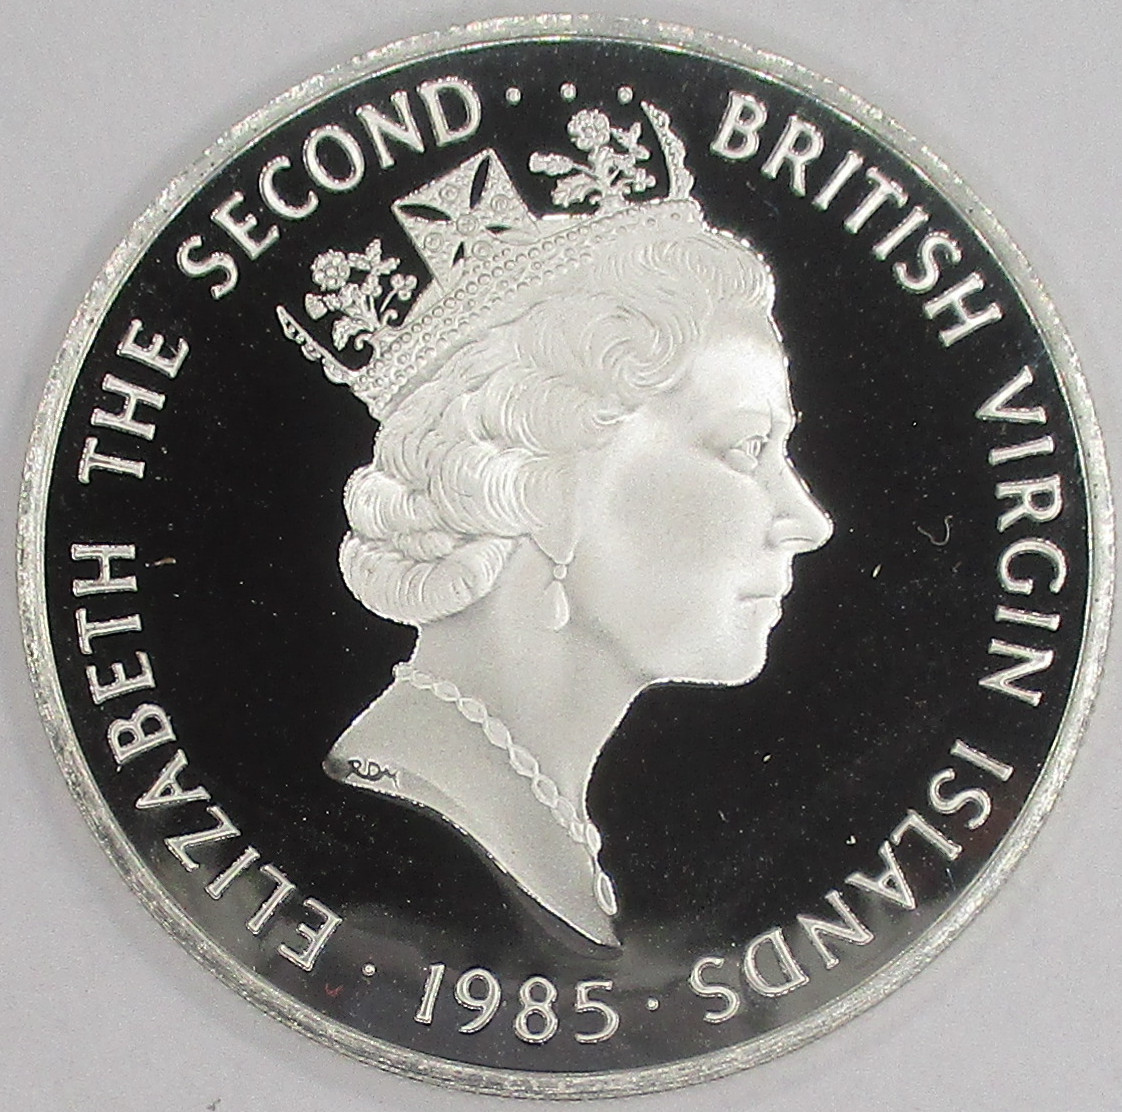 · ELIZABETH THE SECOND · · · BRITISH VIRGIN ISLANDS ·
1985
RDM